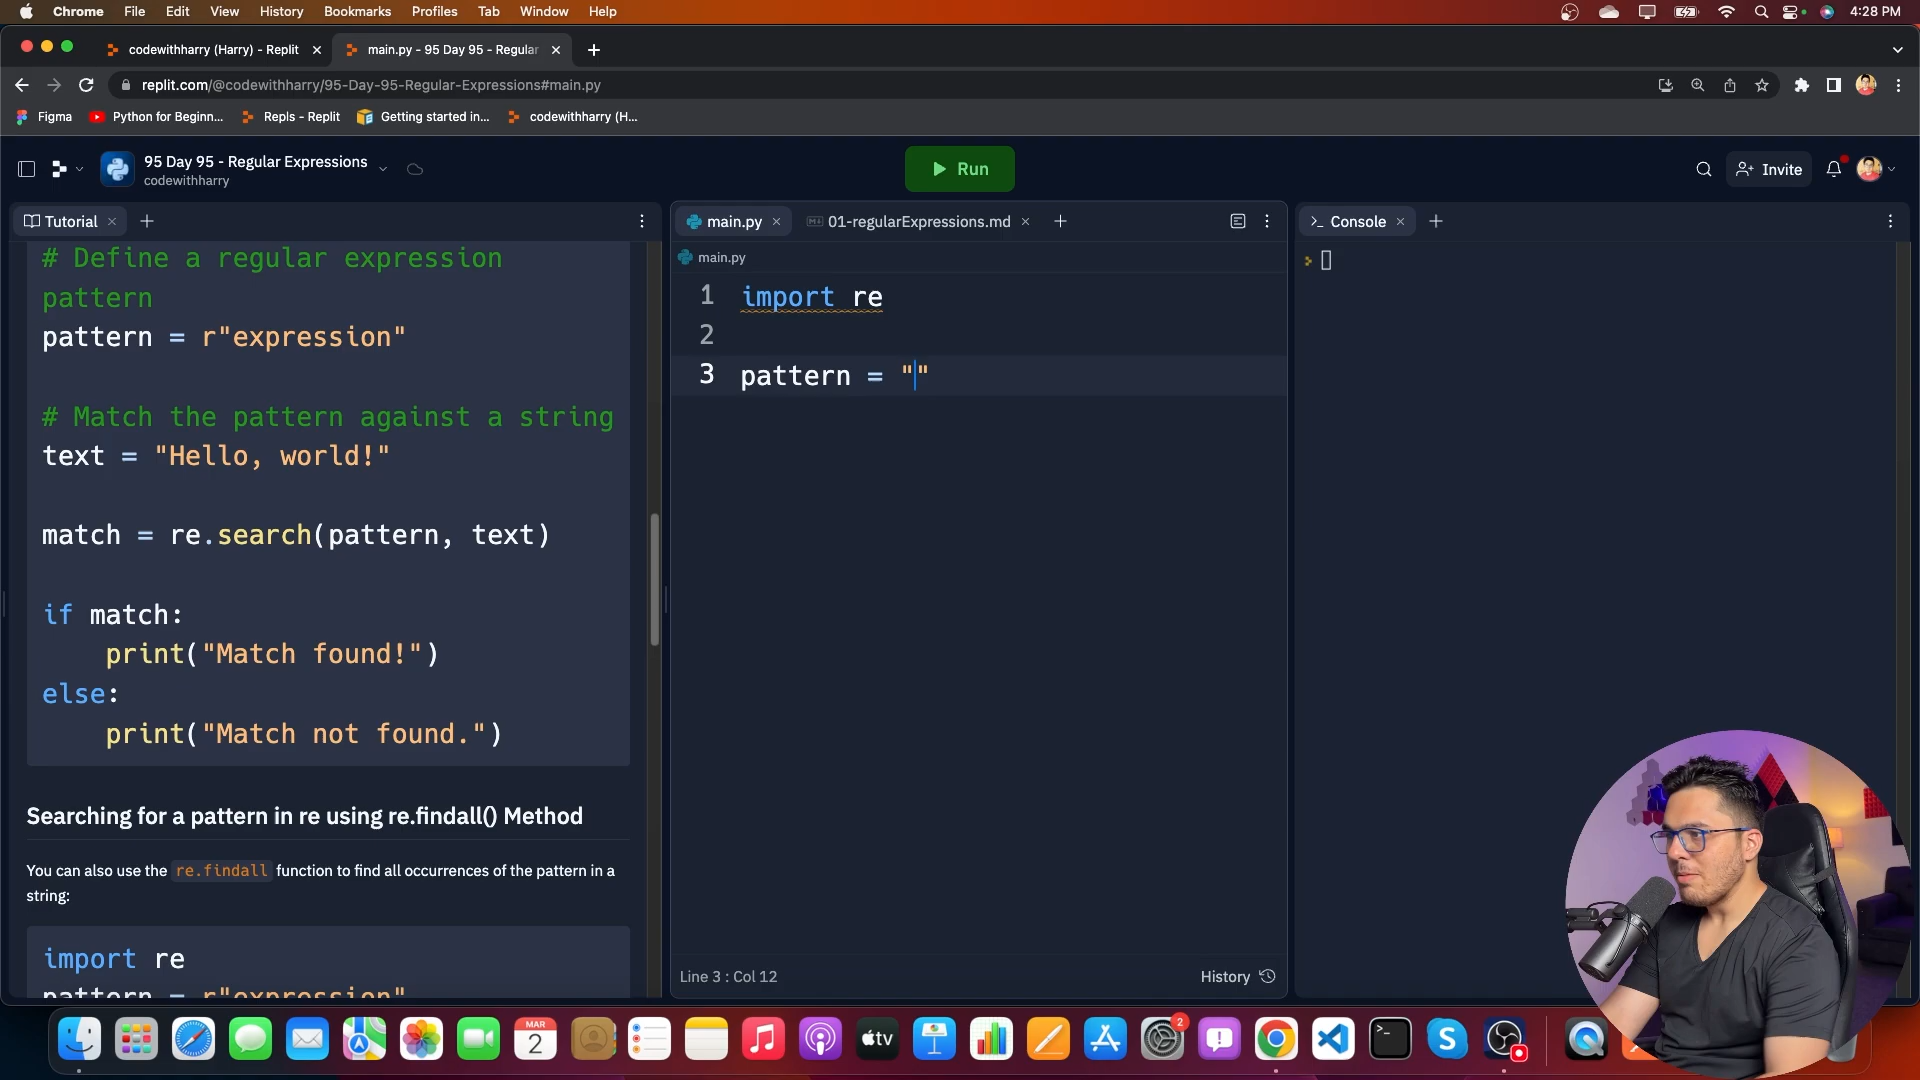 Chrome File Edit View History Bookmarks Profiles Tab Window Help 4:28 PM
codewithharry (Harry) - Replit main.py - 95 Day 95 - Regular
replit.com/@codewithharry/95-Day-95-Regular-Expressions#main.py
Figma Python for Beginn... Repls - Replit Getting started in... codewithharry (H...
95 Day 95 - Regular Expressions
codewithharry
Run
Invite
Tutorial
# Define a regular expression
pattern
pattern = r"expression"
# Match the pattern against a string
text = "Hello, world!"
match = re.search(pattern, text)
if match:
print("Match found!")
else:
print("Match not found.")
Searching for a pattern in re using re.findall() Method
You can also use the re.findall function to find all occurrences of the pattern in a
string:
import re
pattern = r"expression"
main.py 01-regularExpressions.md
main.py
1 import re
2
3 pattern = ""
Line 3 : Col 12 History
Console
MAR
2
tv
2